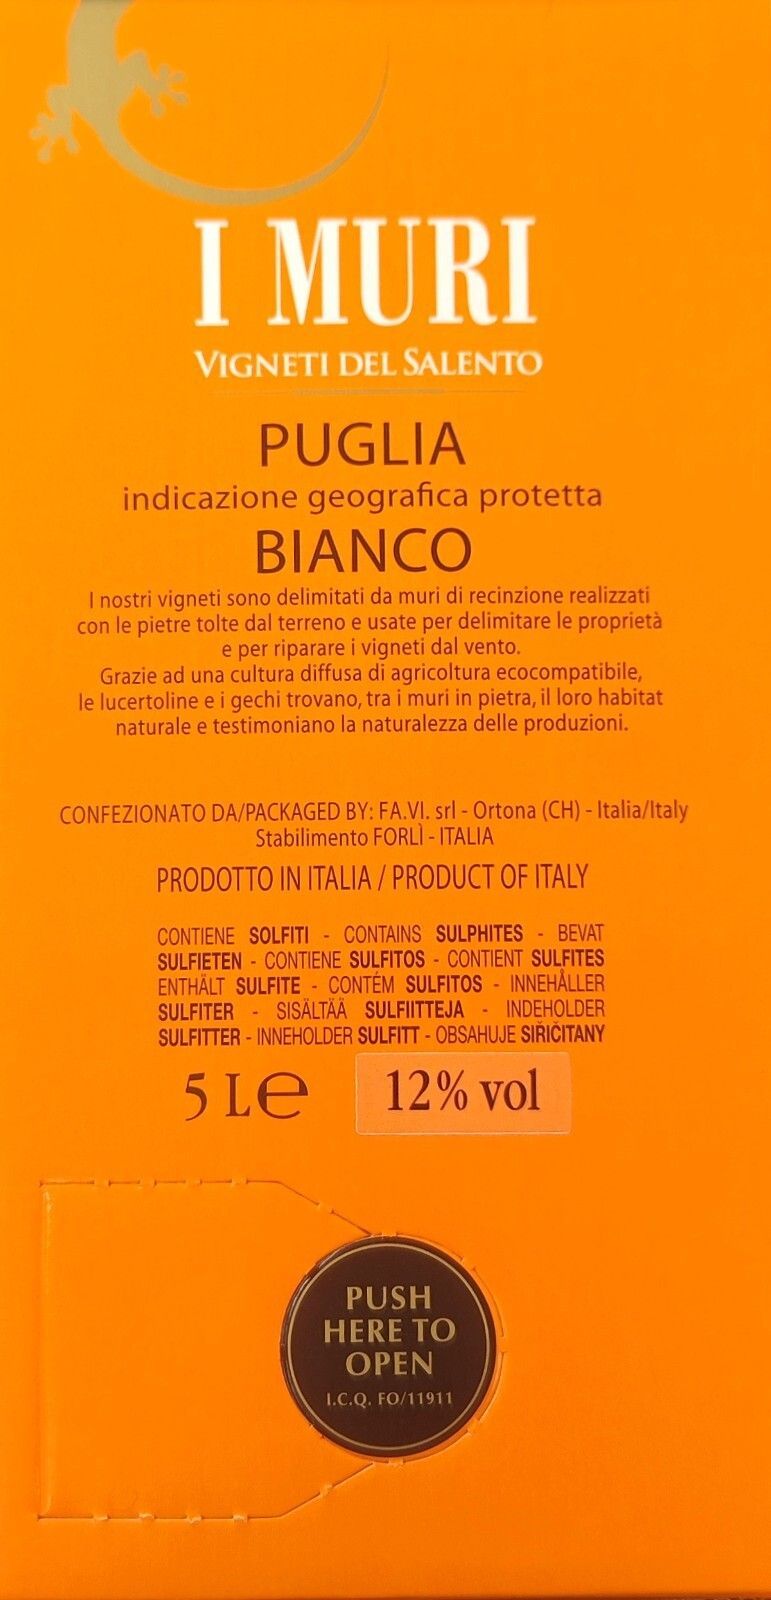 I MURI
VIGNETI DEL SALENTO
PUGLIA
indicazione geografica protetta
BIANCO
I nostri vigneti sono delimitati da muri di recinzione realizzati
con le pietre tolte dal terreno e usate per delimitare le proprietà
e per riparare i vigneti dal vento.
Grazie ad una cultura diffusa di agricoltura ecocompatibile,
le lucertoline e i gechi trovano, tra i muri in pietra, il loro habitat
naturale e testimoniano la naturalezza delle produzioni.
CONFEZIONATO DA/PACKAGED BY: FA.VI. srl - Ortona (CH) - Italia/Italy
Stabilimento FORLÌ - ITALIA
PRODOTTO IN ITALIA / PRODUCT OF ITALY
CONTIENE SOLFITI - CONTAINS SULPHITES - BEVAT
SULFIETEN - CONTIENE SULFITOS - CONTIENT SULFITES
ENTHÄLT SULFITE - CONTÉM SULFITOS - INNEHÅLLER
SULFITER - SISÄLTÄÄ SULFIITTEJA - INDEHOLDER
SULFITTER - INNEHOLDER SULFITT - OBSAHUJE SIŘIČITANY
5 L e 12% vol
PUSH
HERE TO
OPEN
I.C.Q. FO/11911